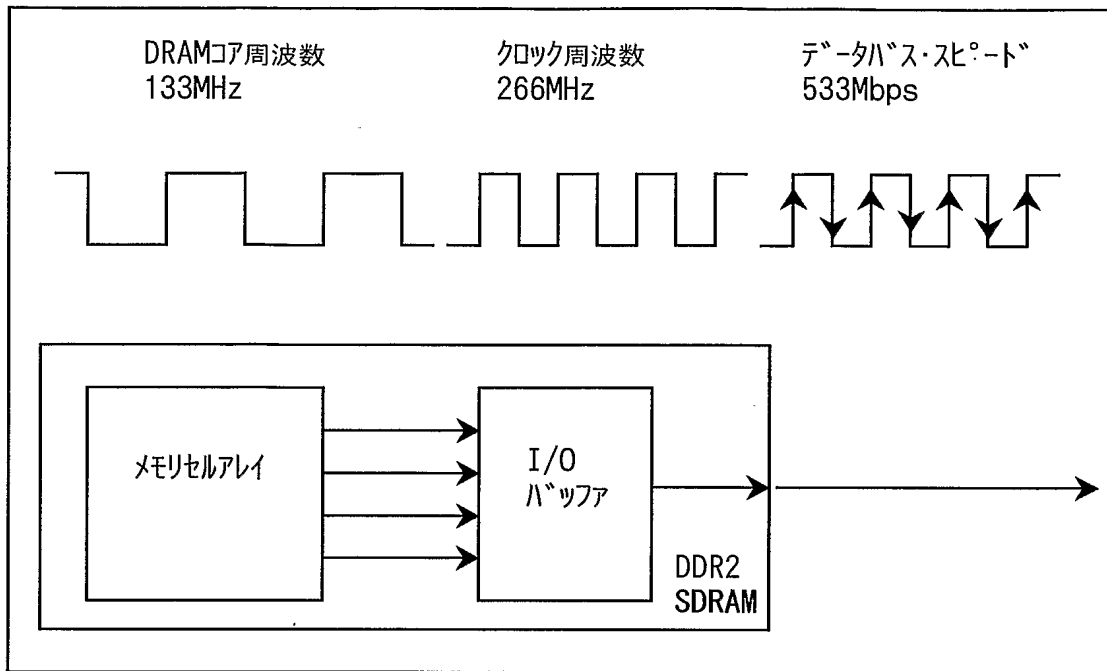 DRAMコア周波数
133MHz
クロック周波数
266MHz
データバス・スピード
533Mbps
メモリセルアレイ
I/O
バッファ
DDR2
SDRAM